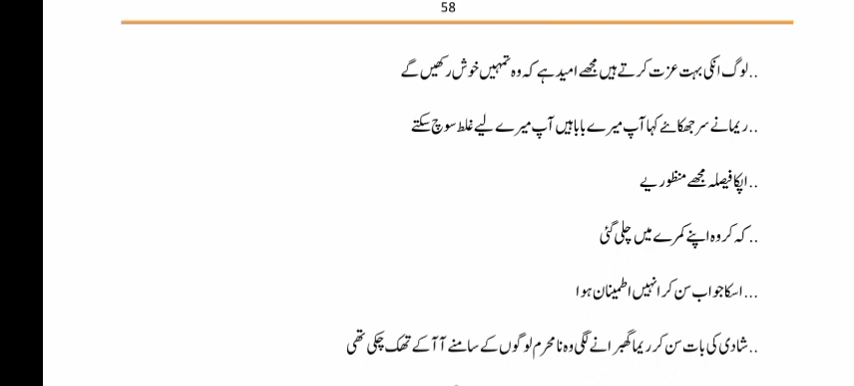 58
..لوگ انکی بہت عزت کرتے ہیں مجھے امید ہے کہ وہ تمہیں خوش رکھیں گے
..ریمانے سر جھکائے کہا آپ میرے بابا ہیں آپ میرے لیے غلط سوچ سکتے
..اپکا فیصلہ مجھے منظور ہے
..کہ کر وہ اپنے کمرے میں چلی گئی
...اسکا جواب سن کر انہیں اطمینان ہوا
..شادی کی بات سن کر ریما گھبرانے لگی وہ نا محرم لوگوں کے سامنے آ آ کے تھک چکی تھی